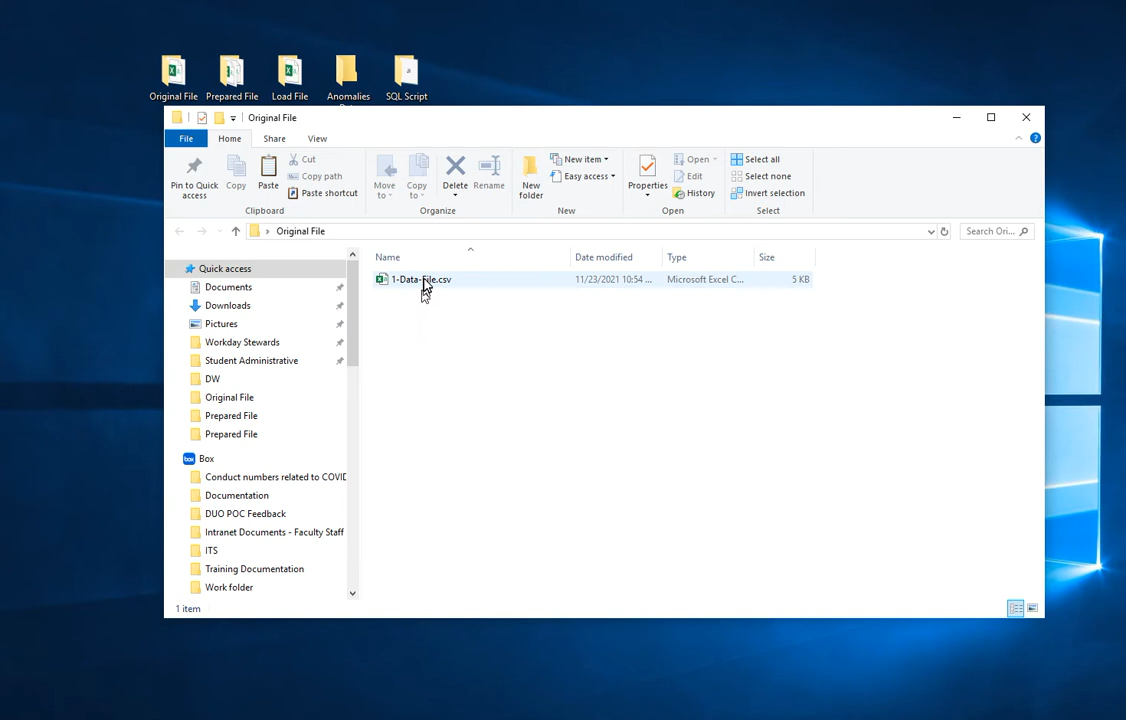 Original File Prepared File Load File Anomalies SQL Script
Original File
File Home Share View
Pin to Quick access
Copy
Paste
Cut
Copy path
Paste shortcut
Clipboard
Move to
Copy to
Delete
Rename
Organize
New folder
New item
Easy access
New
Properties
Open
Edit
History
Open
Select all
Select none
Invert selection
Select
Original File
Search Ori...
Name Date modified Type Size
1-Data-File.csv 11/23/2021 10:54 ... Microsoft Excel C... 5 KB
Quick access
Documents
Downloads
Pictures
Workday Stewards
Student Administrative
DW
Original File
Prepared File
Prepared File
Box
Conduct numbers related to COVID
Documentation
DUO POC Feedback
Intranet Documents - Faculty Staff
ITS
Training Documentation
Work folder
1 item